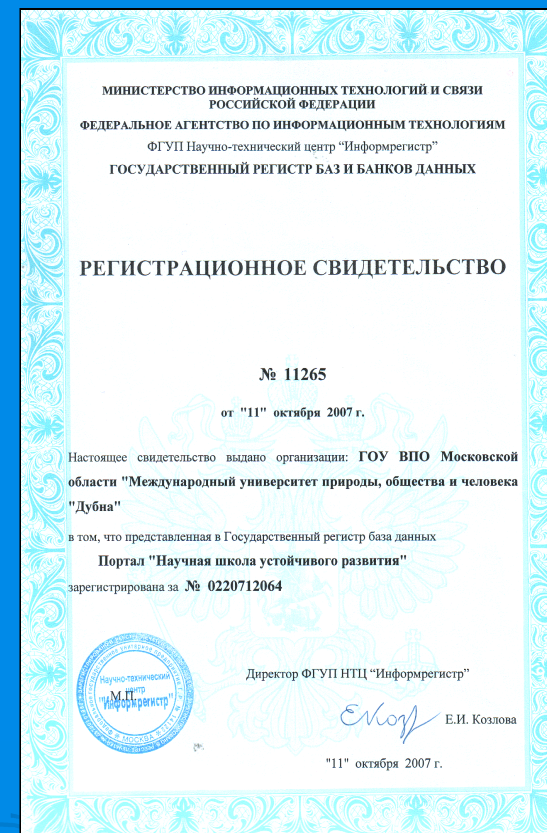 МИНИСТЕРСТВО ИНФОРМАЦИОННЫХ ТЕХНОЛОГИЙ И СВЯЗИ
РОССИЙСКОЙ ФЕДЕРАЦИИ
ФЕДЕРАЛЬНОЕ АГЕНТСТВО ПО ИНФОРМАЦИОННЫМ ТЕХНОЛОГИЯМ
ФГУП Научно-технический центр “Информрегистр”
ГОСУДАРСТВЕННЫЙ РЕГИСТР БАЗ И БАНКОВ ДАННЫХ
РЕГИСТРАЦИОННОЕ СВИДЕТЕЛЬСТВО
№ 11265
от "11" октября 2007 г.
Настоящее свидетельство выдано организации: ГОУ ВПО Московской
области "Международный университет природы, общества и человека
"Дубна"
в том, что представленная в Государственный регистр база данных
Портал "Научная школа устойчивого развития"
зарегистрирована за № 0220712064
Директор ФГУП НТЦ “Информрегистр”
Научно-технический
центр
"Информрегистр"
М.П.
МОСКВА
Е.И. Козлова
"11" октября 2007 г.